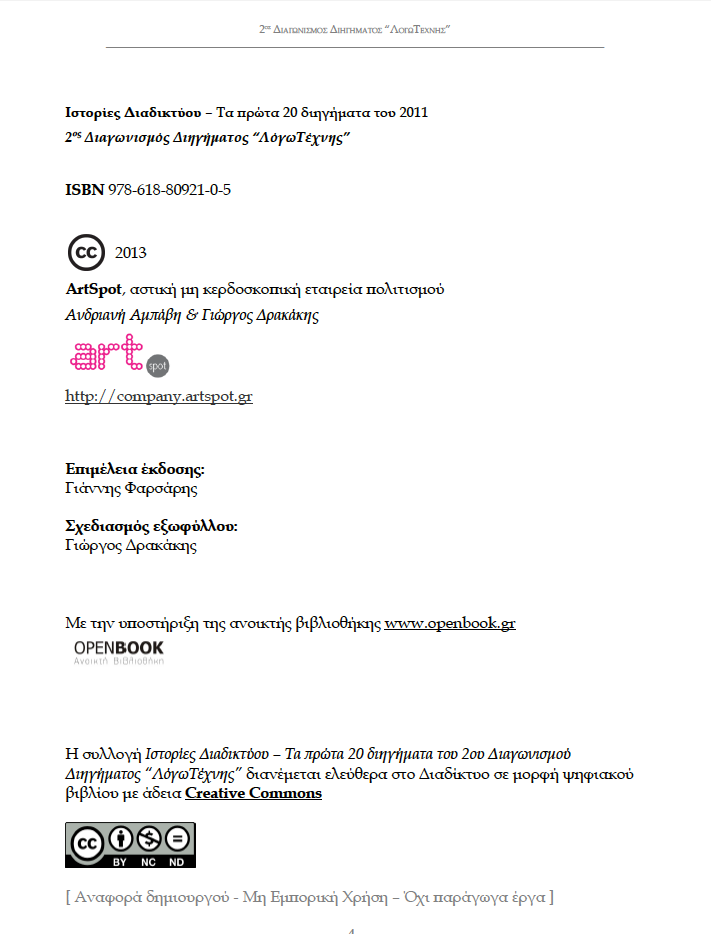 2ος Διαγωνισμος Διηγηματος “ΛογωΤεχνης”
Ιστορίες Διαδικτύου – Τα πρώτα 20 διηγήματα του 2011
2ος Διαγωνισμός Διηγήματος “ΛόγωΤέχνης”
ISBN 978-618-80921-0-5
cc 2013
ArtSpot, αστική μη κερδοσκοπική εταιρεία πολιτισμού
Ανδριανή Αμπάβη & Γιώργος Δρακάκης
art spot
http://company.artspot.gr
Επιμέλεια έκδοσης:
Γιάννης Φαρσάρης
Σχεδιασμός εξωφύλλου:
Γιώργος Δρακάκης
Με την υποστήριξη της ανοικτής βιβλιοθήκης www.openbook.gr
OPENBOOK
Ανοικτή Βιβλιοθήκη
Η συλλογή Ιστορίες Διαδικτύου – Τα πρώτα 20 διηγήματα του 2ου Διαγωνισμού
Διηγήματος “ΛόγωΤέχνης” διανέμεται ελεύθερα στο Διαδίκτυο σε μορφή ψηφιακού
βιβλίου με άδεια Creative Commons
cc BY NC ND
[ Αναφορά δημιουργού - Μη Εμπορική Χρήση – Όχι παράγωγα έργα ]
4